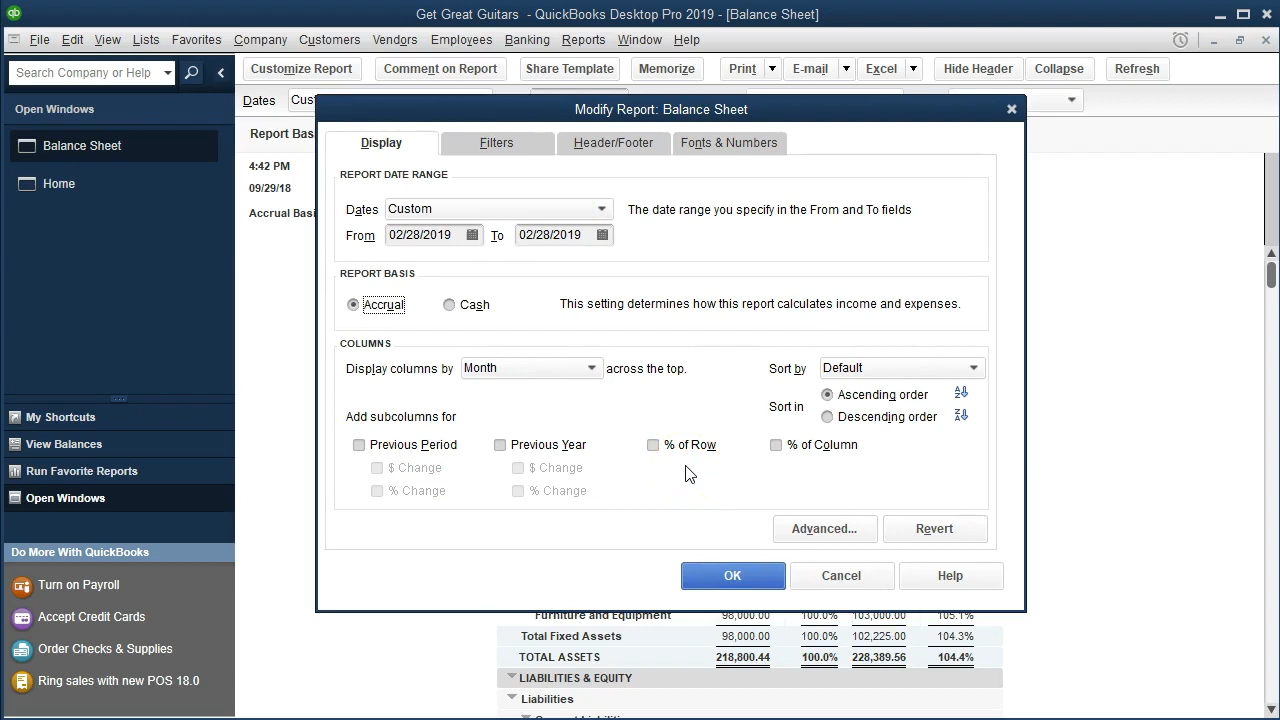 Get Great Guitars - QuickBooks Desktop Pro 2019 - [Balance Sheet]
File Edit View Lists Favorites Company Customers Vendors Employees Banking Reports Window Help
Search Company or Help
Customize Report Comment on Report Share Template Memorize Print E-mail Excel Hide Header Collapse Refresh
Open Windows
Dates
Modify Report: Balance Sheet
Balance Sheet
Home
4:42 PM
09/29/18
Display Filters Header/Footer Fonts & Numbers
REPORT DATE RANGE
Dates Custom The date range you specify in the From and To fields
From 02/28/2019 To 02/28/2019
REPORT BASIS
Accrual Cash This setting determines how this report calculates income and expenses.
COLUMNS
Display columns by Month across the top. Sort by Default
Sort in Ascending order
Descending order
Add subcolumns for
Previous Period Previous Year % of Row % of Column
$ Change $ Change
% Change % Change
Advanced... Revert
OK Cancel Help
My Shortcuts
View Balances
Run Favorite Reports
Open Windows
Do More With QuickBooks
Turn on Payroll
Accept Credit Cards
Order Checks & Supplies
Ring sales with new POS 18.0
Furniture and Equipment 98,000.00 100.0% 103,000.00 105.1%
Total Fixed Assets 98,000.00 100.0% 102,225.00 104.3%
TOTAL ASSETS 218,800.44 100.0% 228,389.56 104.4%
LIABILITIES & EQUITY
Liabilities